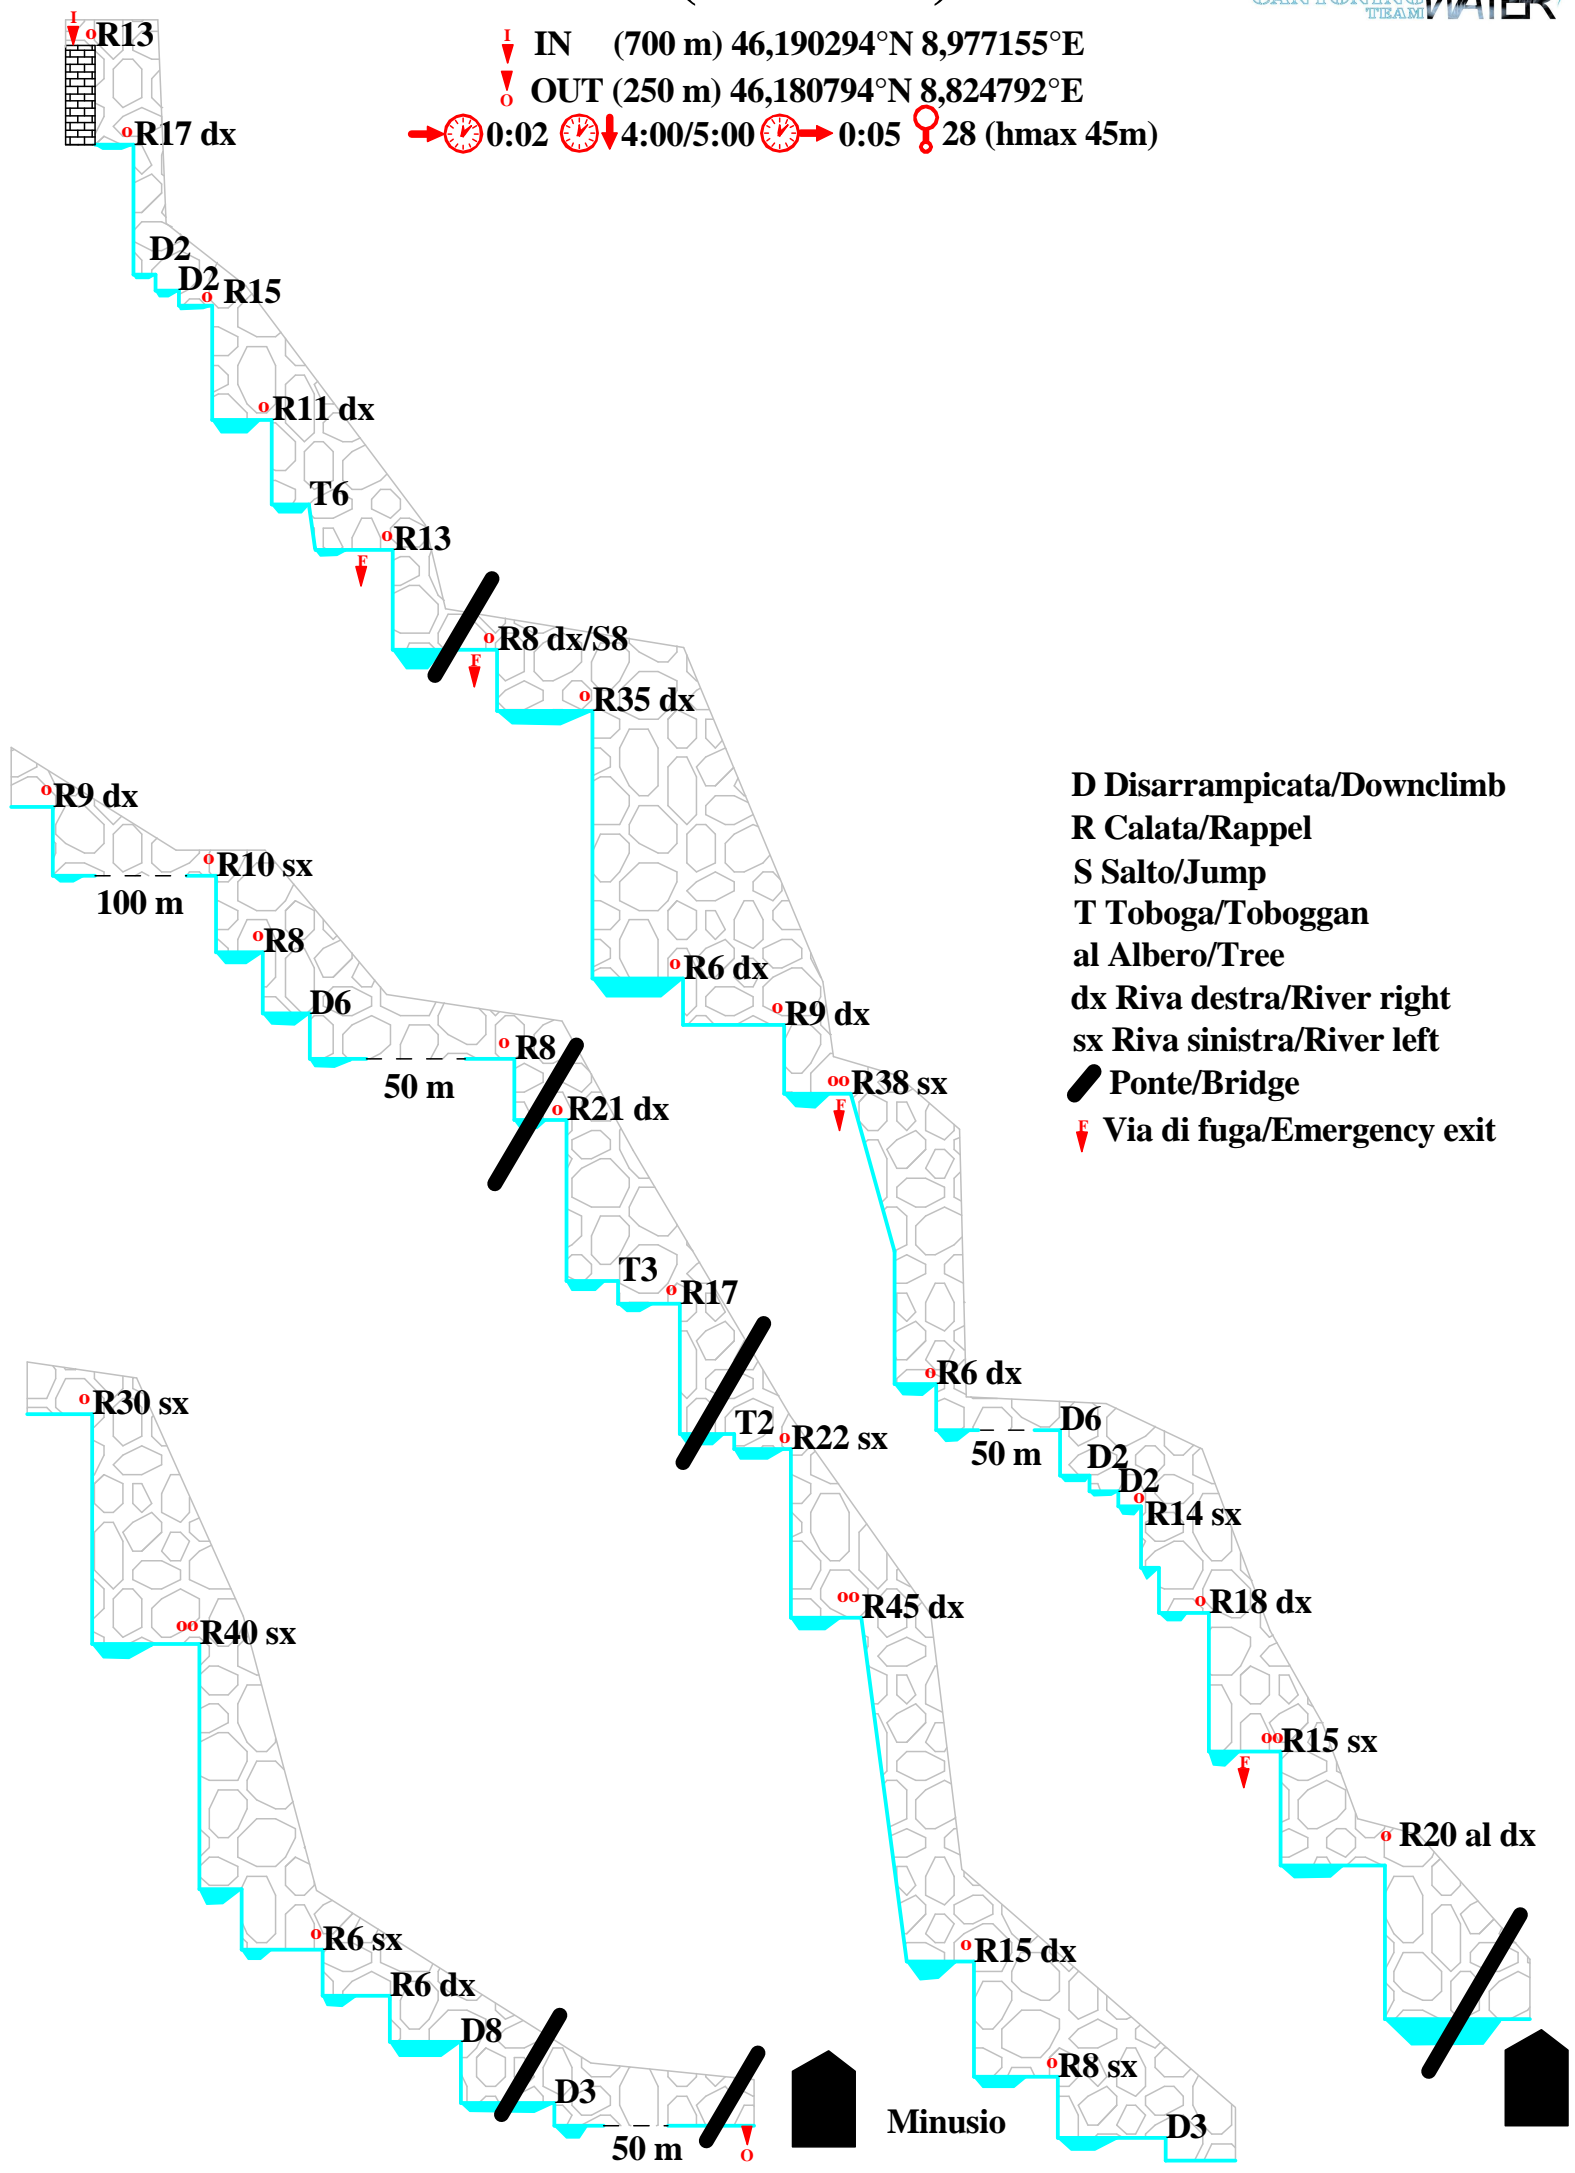 CANYONING
TEAM WATER
I IN (700 m) 46,190294°N 8,977155°E
O OUT (250 m) 46,180794°N 8,824792°E
0:02 4:00/5:00 0:05 28 (hmax 45m)
I
R13
R17 dx
D2
D2
R15
R11 dx
T6
R13
F
R8 dx/S8
F
R35 dx
R6 dx
R9 dx
R38 sx
F
R6 dx
50 m
D6
D2
D2
R14 sx
R18 dx
R15 sx
F
R20 al dx
R9 dx
100 m
R10 sx
R8
D6
50 m
R8
R21 dx
T3
R17
T2
R22 sx
R45 dx
R15 dx
R8 sx
D3
R30 sx
R40 sx
R6 sx
R6 dx
D8
D3
50 m
O
Minusio
D Disarrampicata/Downclimb
R Calata/Rappel
S Salto/Jump
T Toboga/Toboggan
al Albero/Tree
dx Riva destra/River right
sx Riva sinistra/River left
Ponte/Bridge
F Via di fuga/Emergency exit